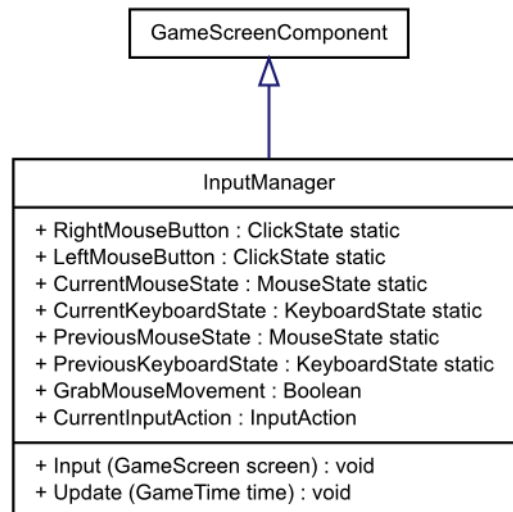 GameScreenComponent
InputManager
+ RightMouseButton : ClickState static
+ LeftMouseButton : ClickState static
+ CurrentMouseState : MouseState static
+ CurrentKeyboardState : KeyboardState static
+ PreviousMouseState : MouseState static
+ PreviousKeyboardState : KeyboardState static
+ GrabMouseMovement : Boolean
+ CurrentInputAction : InputAction
+ Input (GameScreen screen) : void
+ Update (GameTime time) : void